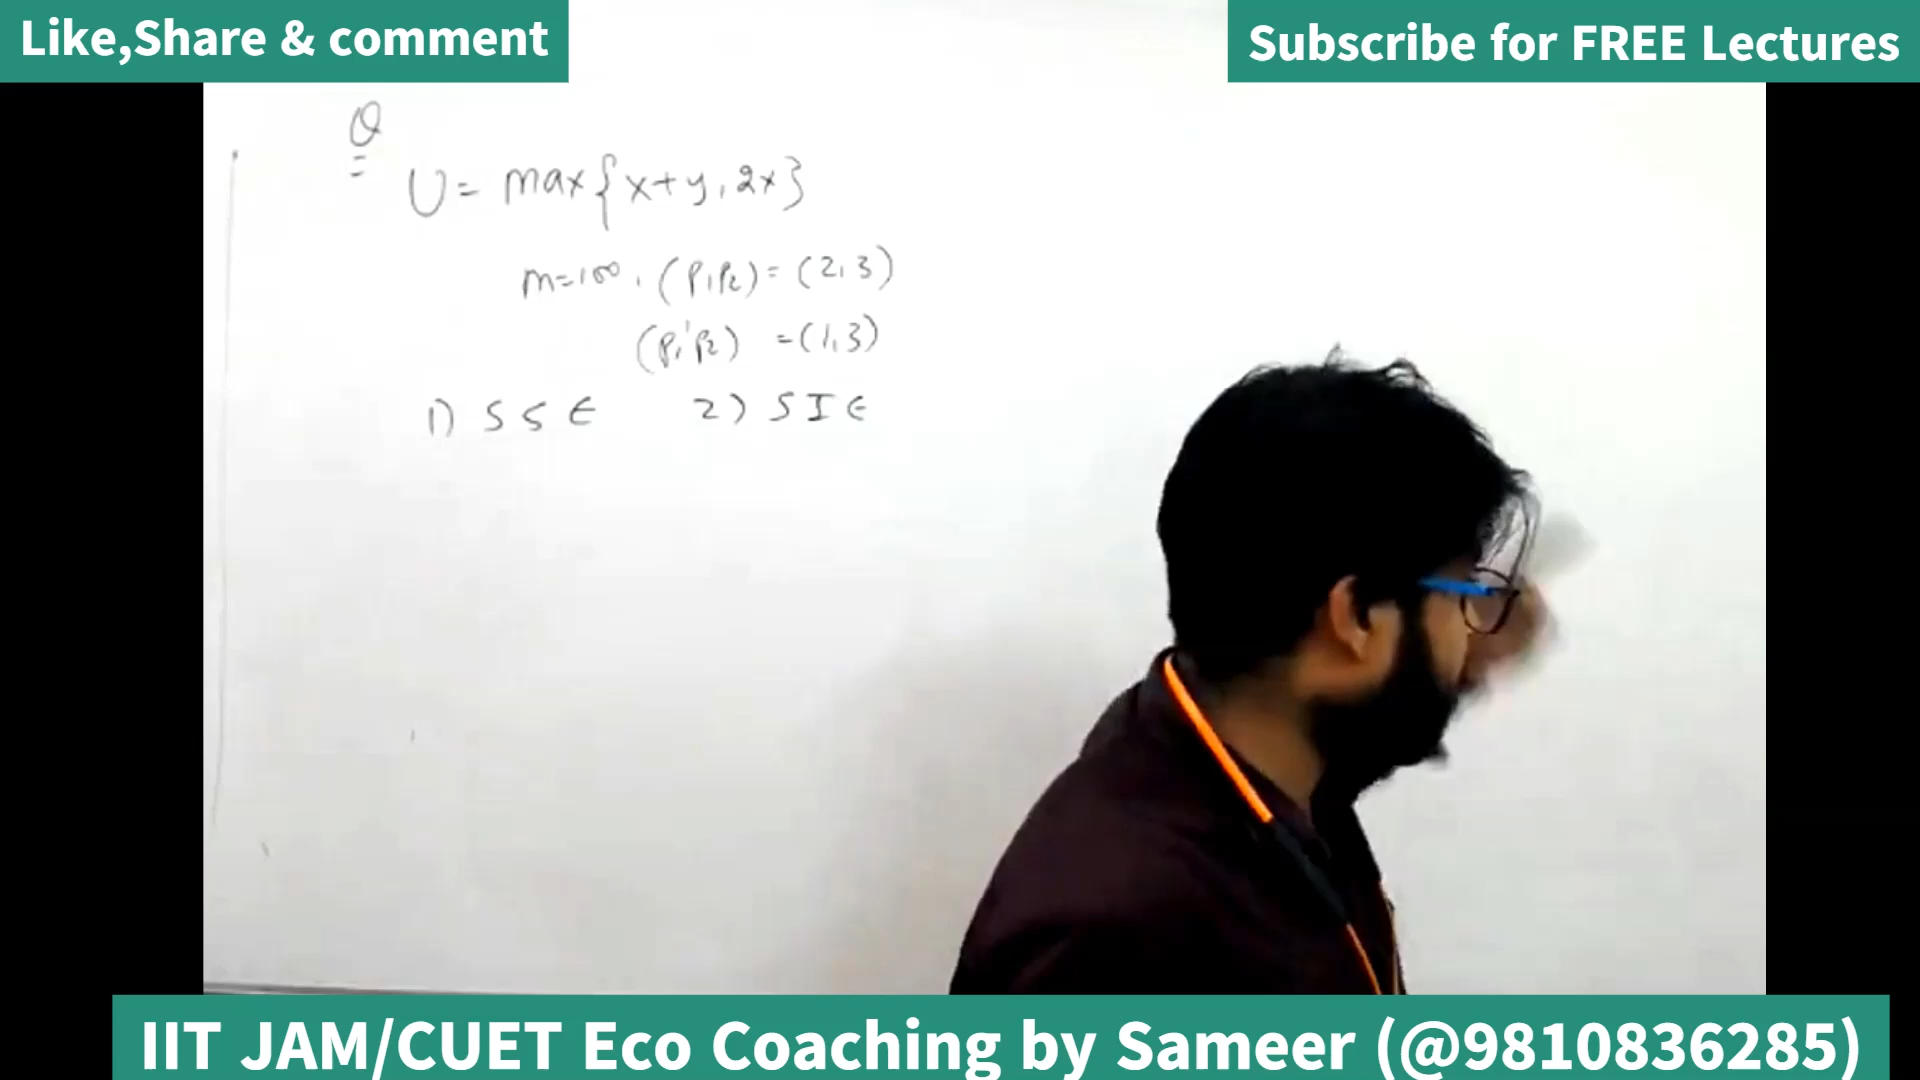 Like,Share & comment
Subscribe for FREE Lectures
Q
U = max{x+y, 2x}
m=100, (P1P2) = (2,3)
(P1'P2) = (1,3)
1) SSE 2) SIE
IIT JAM/CUET Eco Coaching by Sameer (@9810836285)